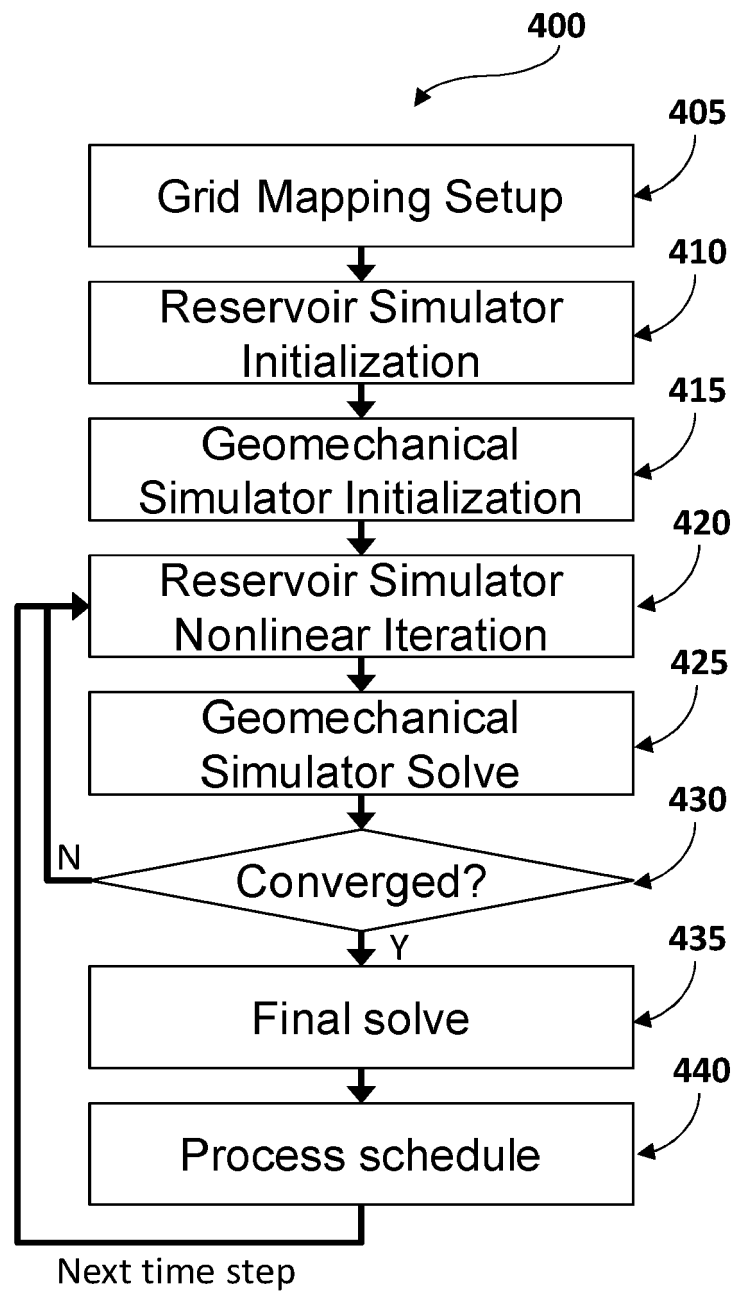 400
405
Grid Mapping Setup
410
Reservoir Simulator
Initialization
415
Geomechanical
Simulator Initialization
420
Reservoir Simulator
Nonlinear Iteration
425
Geomechanical
Simulator Solve
430
N
Converged?
Y
435
Final solve
440
Process schedule
Next time step